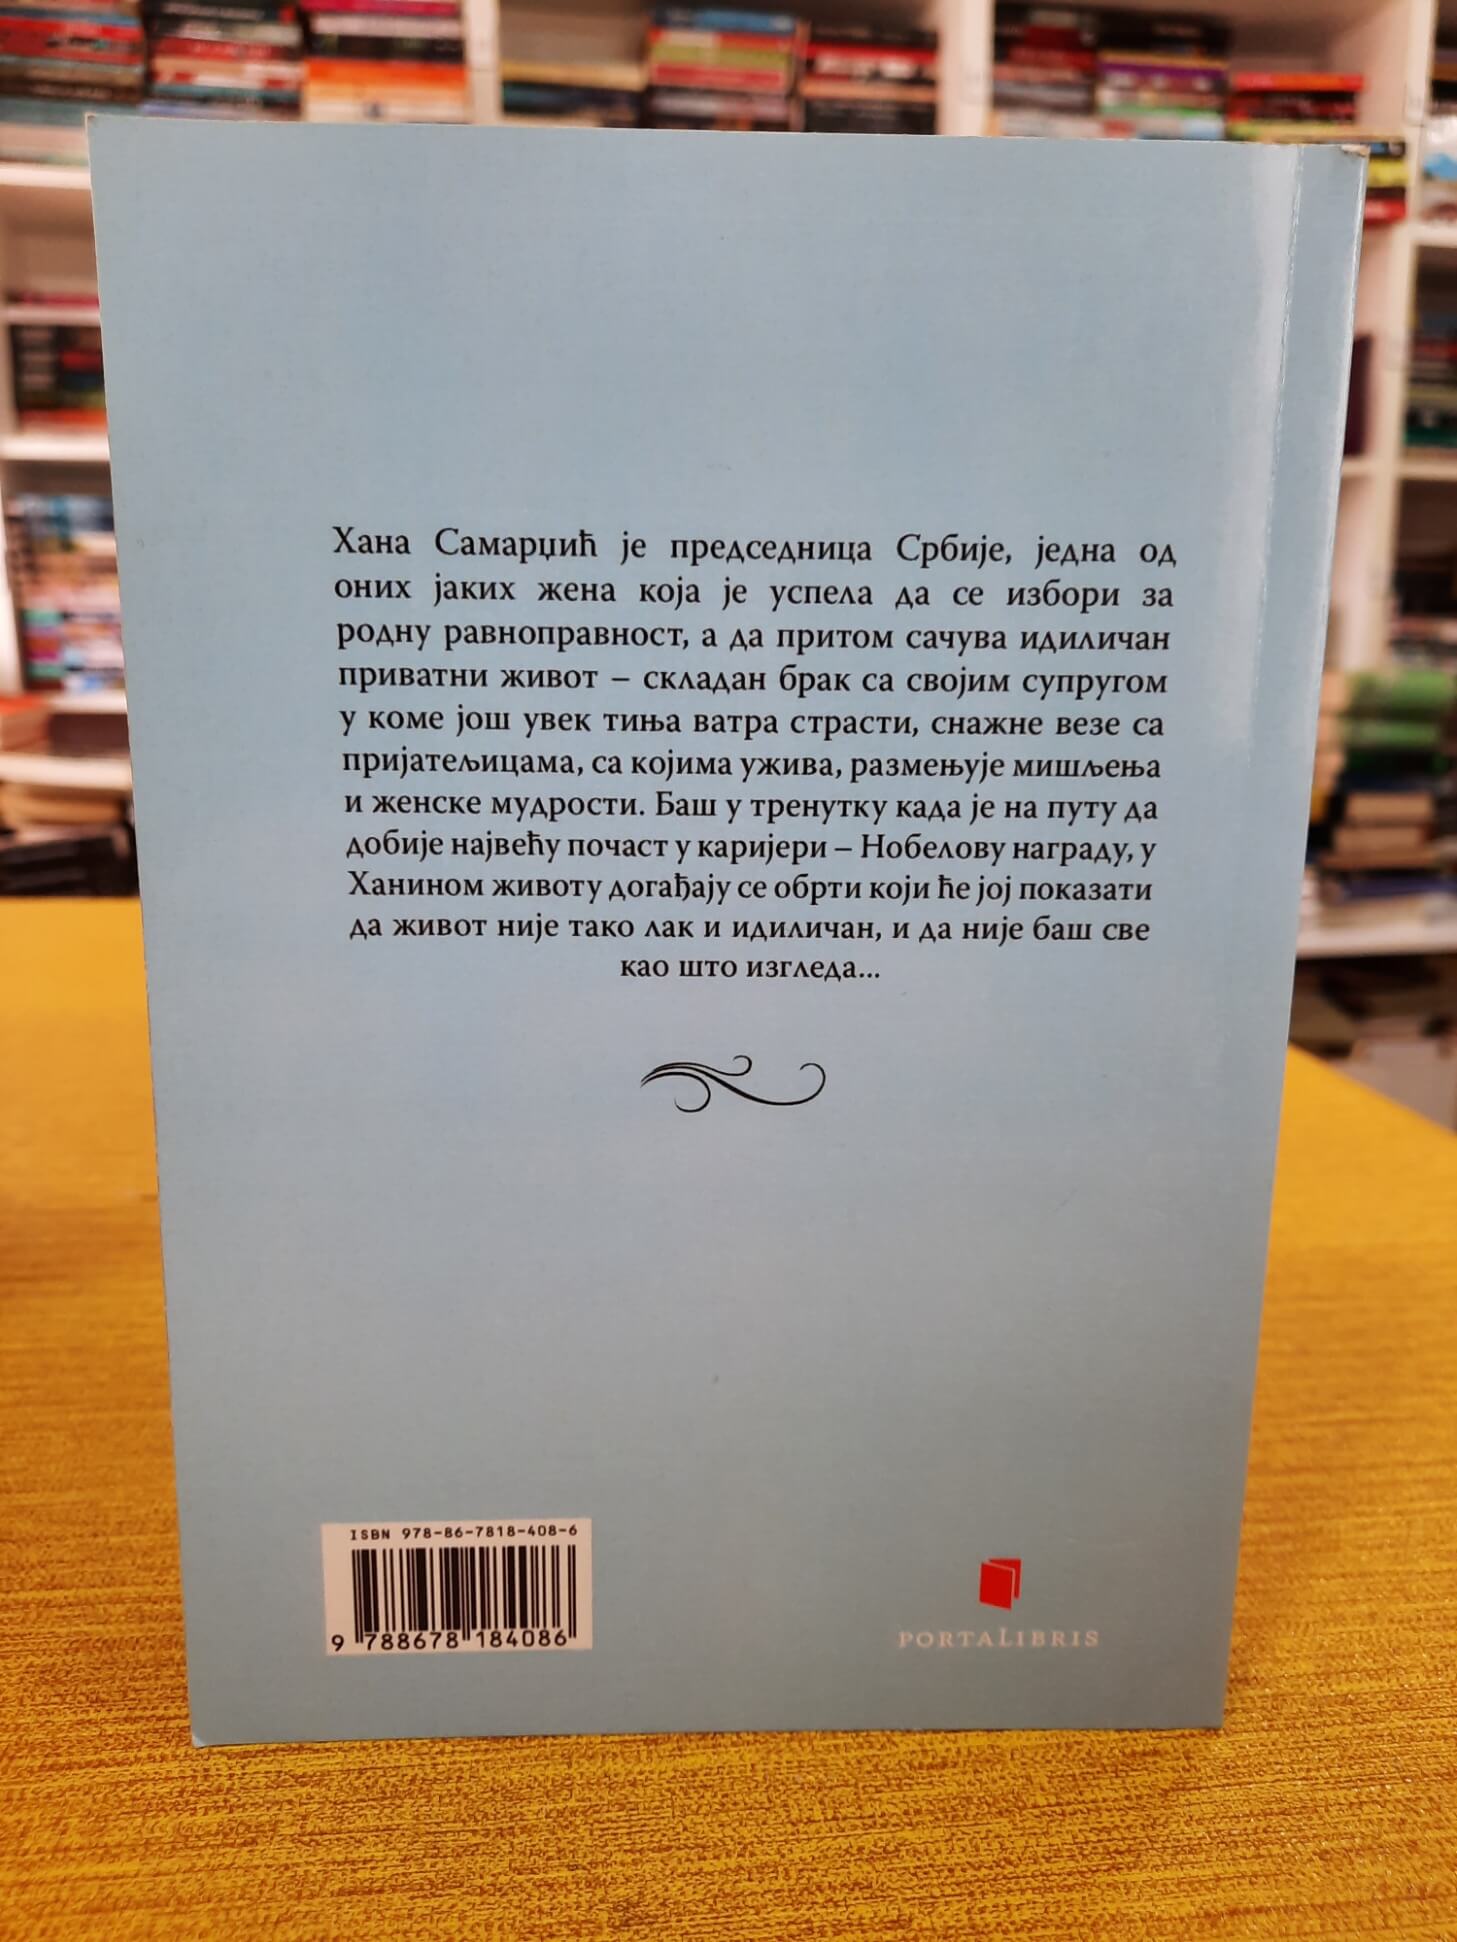 Хана Самарџић је председница Србије, једна од
оних јаких жена која је успела да се избори за
родну равноправност, а да притом сачува идиличан
приватни живот – складан брак са својим супругом
у коме још увек тиња ватра страсти, снажне везе са
пријатељицама, са којима ужива, размењује мишљења
и женске мудрости. Баш у тренутку када је на путу да
добије највећу почаст у каријери – Нобелову награду, у
Ханином животу догађају се обрти који ће јој показати
да живот није тако лак и идиличан, и да није баш све
као што изгледа...
ISBN 978-86-7818-408-6
9 788678 184086
PORTALIBRIS